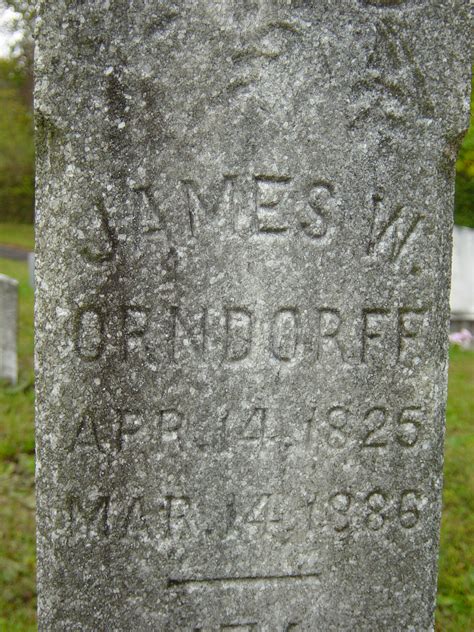 JAMES W.
ORNDORFF
APR. 14. 1825
MAR. 14. 1886